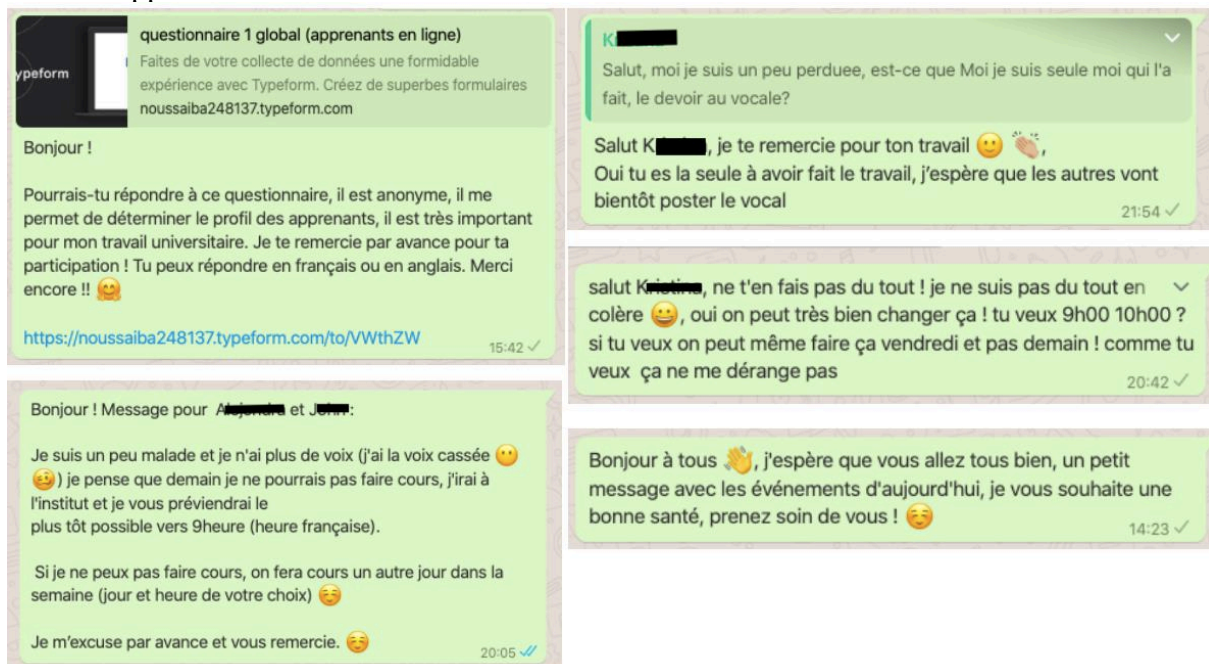 ypeform
questionnaire 1 global (apprenants en ligne)
Faites de votre collecte de données une formidable
expérience avec Typeform. Créez de superbes formulaires
noussaiba248137.typeform.com
Bonjour !
Pourrais-tu répondre à ce questionnaire, il est anonyme, il me
permet de déterminer le profil des apprenants, il est très important
pour mon travail universitaire. Je te remercie par avance pour ta
participation ! Tu peux répondre en français ou en anglais. Merci
encore !! 🤗
https://noussaiba248137.typeform.com/to/VWthZW
15:42
Bonjour ! Message pour et :
Je suis un peu malade et je n'ai plus de voix (j'ai la voix cassée 😶
🥴) je pense que demain je ne pourrais pas faire cours, j'irai à
l'institut et je vous préviendrai le
plus tôt possible vers 9heure (heure française).
Si je ne peux pas faire cours, on fera cours un autre jour dans la
semaine (jour et heure de votre choix) ☺️
Je m'excuse par avance et vous remercie. ☺️
20:05
K
Salut, moi je suis un peu perduee, est-ce que Moi je suis seule moi qui l'a
fait, le devoir au vocale?
Salut K, je te remercie pour ton travail 🙂 👏,
Oui tu es la seule à avoir fait le travail, j'espère que les autres vont
bientôt poster le vocal
21:54
salut K, ne t'en fais pas du tout ! je ne suis pas du tout en
colère 😀, oui on peut très bien changer ça ! tu veux 9h00 10h00 ?
si tu veux on peut même faire ça vendredi et pas demain ! comme tu
veux ça ne me dérange pas
20:42
Bonjour à tous 👋, j'espère que vous allez tous bien, un petit
message avec les événements d'aujourd'hui, je vous souhaite une
bonne santé, prenez soin de vous ! ☺️
14:23